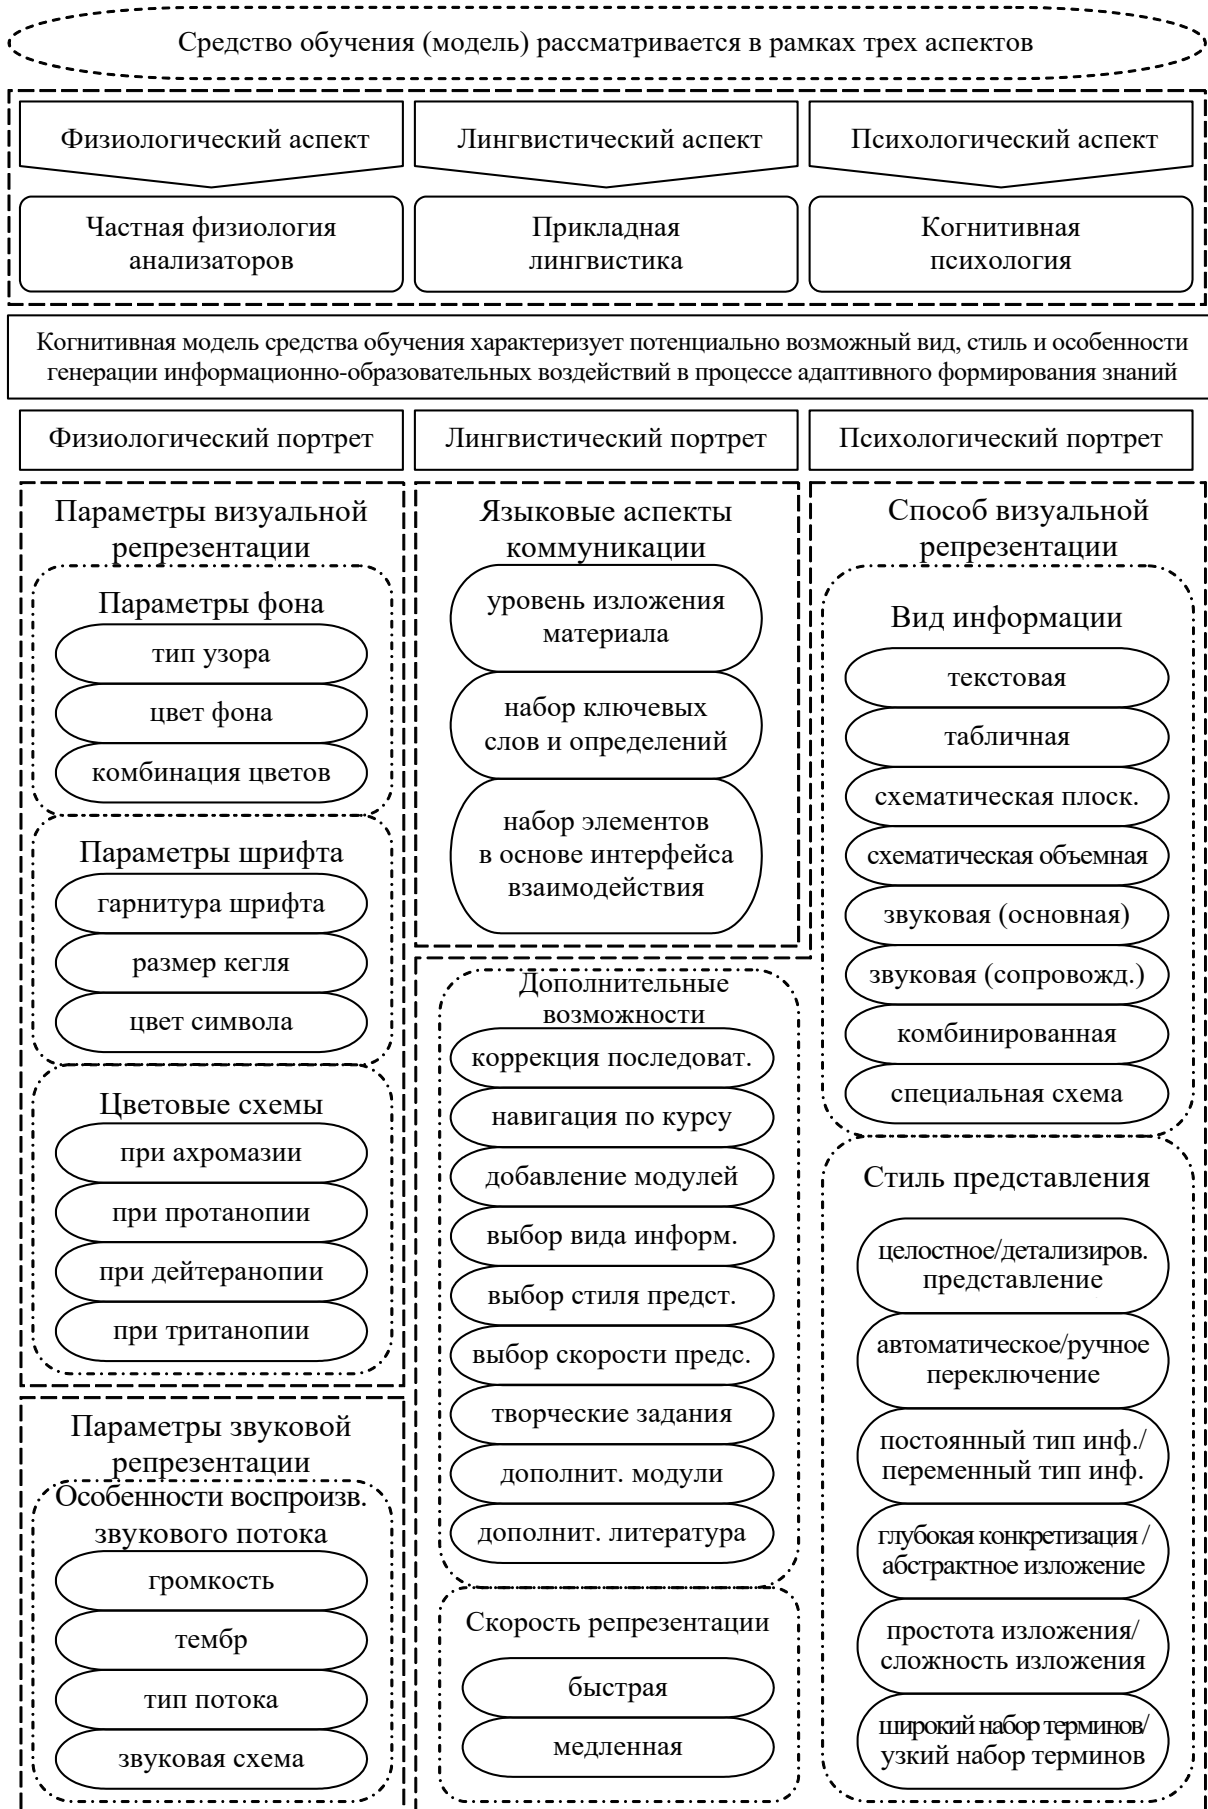 Средство обучения (модель) рассматривается в рамках трех аспектов
Физиологический аспект
Лингвистический аспект
Психологический аспект
Частная физиология
анализаторов
Прикладная
лингвистика
Когнитивная
психология
Когнитивная модель средства обучения характеризует потенциально возможный вид, стиль и особенности
генерации информационно-образовательных воздействий в процессе адаптивного формирования знаний
Физиологический портрет
Лингвистический портрет
Психологический портрет
Параметры визуальной
репрезентации
Параметры фона
тип узора
цвет фона
комбинация цветов
Параметры шрифта
гарнитура шрифта
размер кегля
цвет символа
Цветовые схемы
при ахромазии
при протанопии
при дейтеранопии
при тританопии
Параметры звуковой
репрезентации
Особенности воспроизв.
звукового потока
громкость
тембр
тип потока
звуковая схема
Языковые аспекты
коммуникации
уровень изложения
материала
набор ключевых
слов и определений
набор элементов
в основе интерфейса
взаимодействия
Дополнительные
возможности
коррекция последоват.
навигация по курсу
добавление модулей
выбор вида информ.
выбор стиля предст.
выбор скорости предс.
творческие задания
дополнит. модули
дополнит. литература
Скорость репрезентации
быстрая
медленная
Способ визуальной
репрезентации
Вид информации
текстовая
табличная
схематическая плоск.
схематическая объемная
звуковая (основная)
звуковая (сопровожд.)
комбинированная
специальная схема
Стиль представления
целостное/детализиров.
представление
автоматическое/ручное
переключение
постоянный тип инф./
переменный тип инф.
глубокая конкретизация /
абстрактное изложение
простота изложения/
сложность изложения
широкий набор терминов/
узкий набор терминов